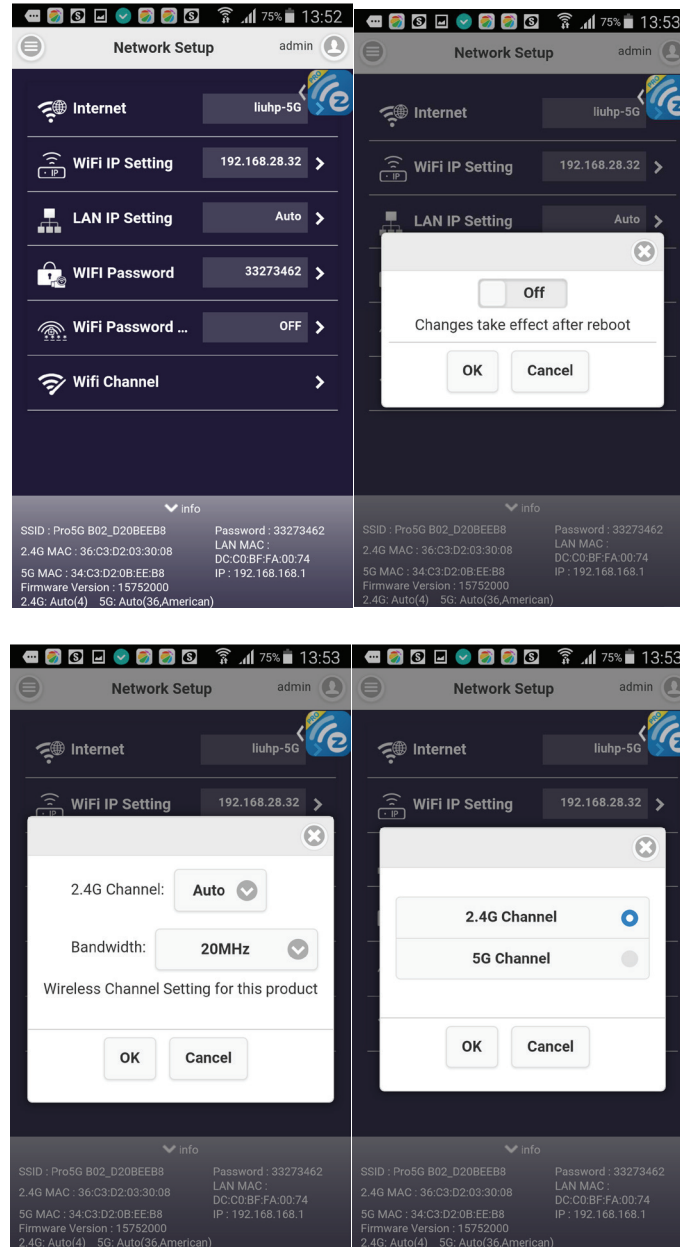 75% 13:52
Network Setup admin
PRO
Internet liuhp-5G
WiFi IP Setting 192.168.28.32
IP
LAN IP Setting Auto
WIFI Password 33273462
WiFi Password ... OFF
Wifi Channel
info
SSID : Pro5G B02_D20BEEB8
2.4G MAC : 36:C3:D2:03:30:08
5G MAC : 34:C3:D2:0B:EE:B8
Firmware Version : 15752000
2.4G: Auto(4) 5G: Auto(36,American)
Password : 33273462
LAN MAC :
DC:C0:BF:FA:00:74
IP : 192.168.168.1
75% 13:53
Network Setup admin
PRO
Internet liuhp-5G
WiFi IP Setting 192.168.28.32
IP
LAN IP Setting Auto
Off
Changes take effect after reboot
OK Cancel
info
SSID : Pro5G B02_D20BEEB8
2.4G MAC : 36:C3:D2:03:30:08
5G MAC : 34:C3:D2:0B:EE:B8
Firmware Version : 15752000
2.4G: Auto(4) 5G: Auto(36,American)
Password : 33273462
LAN MAC :
DC:C0:BF:FA:00:74
IP : 192.168.168.1
75% 13:53
Network Setup admin
PRO
Internet liuhp-5G
WiFi IP Setting 192.168.28.32
IP
2.4G Channel: Auto
Bandwidth: 20MHz
Wireless Channel Setting for this product
OK Cancel
info
SSID : Pro5G B02_D20BEEB8
2.4G MAC : 36:C3:D2:03:30:08
5G MAC : 34:C3:D2:0B:EE:B8
Firmware Version : 15752000
2.4G: Auto(4) 5G: Auto(36,American)
Password : 33273462
LAN MAC :
DC:C0:BF:FA:00:74
IP : 192.168.168.1
75% 13:53
Network Setup admin
PRO
Internet liuhp-5G
WiFi IP Setting 192.168.28.32
IP
2.4G Channel
5G Channel
OK Cancel
info
SSID : Pro5G B02_D20BEEB8
2.4G MAC : 36:C3:D2:03:30:08
5G MAC : 34:C3:D2:0B:EE:B8
Firmware Version : 15752000
2.4G: Auto(4) 5G: Auto(36,American)
Password : 33273462
LAN MAC :
DC:C0:BF:FA:00:74
IP : 192.168.168.1